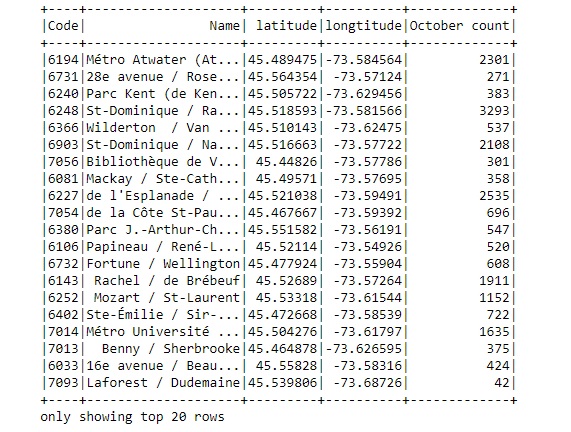 +----+--------------------+---------+----------+-------------+
|Code|                Name| latitude|longtitude|October count|
+----+--------------------+---------+----------+-------------+
|6194|Métro Atwater (At...|45.489475|-73.584564|         2301|
|6731|28e avenue / Rose...|45.564354| -73.57124|          271|
|6240|Parc Kent (de Ken...|45.505722|-73.629456|          383|
|6248|St-Dominique / Ra...|45.518593|-73.581566|         3293|
|6366|Wilderton  / Van ...|45.510143| -73.62475|          537|
|6903|St-Dominique / Na...|45.516663| -73.57722|         2108|
|7056|Bibliothèque de V...| 45.44826| -73.57786|          301|
|6081|Mackay / Ste-Cath...| 45.49571| -73.57695|          358|
|6227|de l'Esplanade / ...|45.521038| -73.59491|         2535|
|7054|de la Côte St-Pau...|45.467667| -73.59392|          696|
|6380|Parc J.-Arthur-Ch...|45.551582| -73.56191|          547|
|6106|Papineau / René-L...| 45.52114| -73.54926|          520|
|6732|Fortune / Wellington|45.477924| -73.55904|          608|
|6143| Rachel / de Brébeuf| 45.52689| -73.57264|         1911|
|6252| Mozart / St-Laurent| 45.53318| -73.61544|         1152|
|6402|Ste-Émilie / Sir-...|45.472668| -73.58539|          722|
|7014|Métro Université ...|45.504276| -73.61797|         1635|
|7013|  Benny / Sherbrooke|45.464878|-73.626595|          375|
|6033|16e avenue / Beau...| 45.55828| -73.58316|          424|
|7093|Laforest / Dudemaine|45.539806| -73.68726|           42|
+----+--------------------+---------+----------+-------------+
only showing top 20 rows